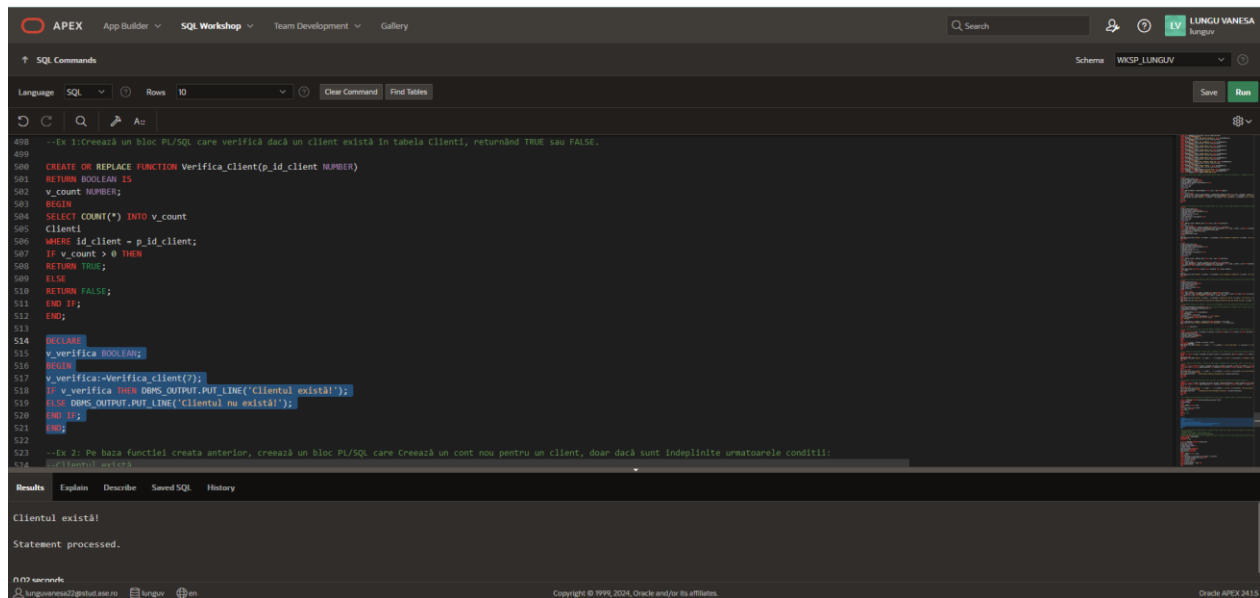 APEX App Builder SQL Workshop Team Development Gallery Search LV LUNGU VANESA
lunguv
SQL Commands Schema WKSP_LUNGUV
Language SQL Rows 10 Clear Command Find Tables Save Run
A::
498 --Ex 1:Creează un bloc PL/SQL care verifică dacă un client există în tabela Clienti, returnând TRUE sau FALSE.
499
500 CREATE OR REPLACE FUNCTION Verifica_Client(p_id_client NUMBER)
501 RETURN BOOLEAN IS
502 v_count NUMBER;
503 BEGIN
504 SELECT COUNT(*) INTO v_count
505 Clienti
506 WHERE id_client = p_id_client;
507 IF v_count > 0 THEN
508 RETURN TRUE;
509 ELSE
510 RETURN FALSE;
511 END IF;
512 END;
513
514 DECLARE
515 v_verifica BOOLEAN;
516 BEGIN
517 v_verifica:=Verifica_client(7);
518 IF v_verifica THEN DBMS_OUTPUT.PUT_LINE('Clientul există!');
519 ELSE DBMS_OUTPUT.PUT_LINE('Clientul nu există!');
520 END IF;
521 END;
522
523 --Ex 2: Pe baza functiei creata anterior, creează un bloc PL/SQL care Creează un cont nou pentru un client, doar dacă sunt indeplinite urmatoarele conditii:
524 --Clientul există
Results Explain Describe Saved SQL History
Clientul există!
Statement processed.
0.02 seconds
lunguvanesa22@stud.ase.ro lunguv en Copyright © 1999, 2024, Oracle and/or its affiliates. Oracle APEX 24.1.5